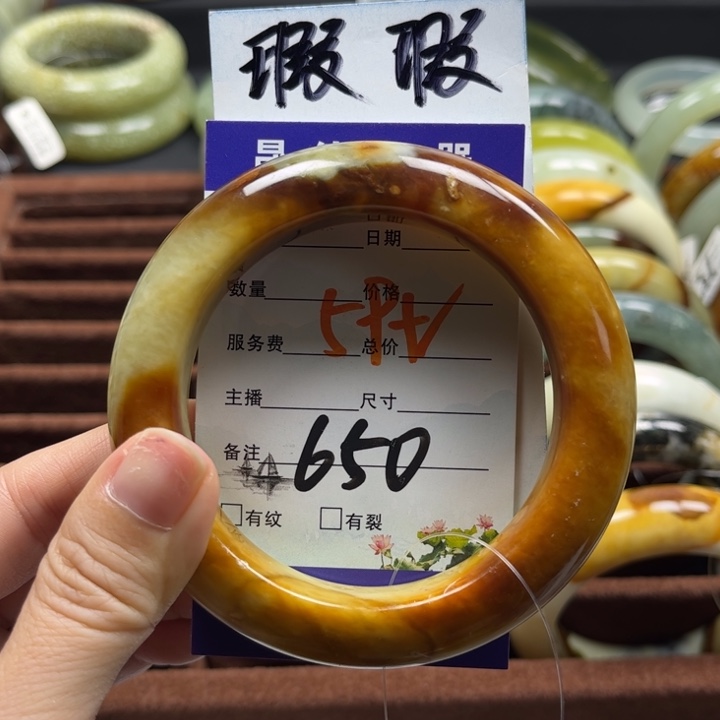 瑕瑕
日期
数量 价格
服务费 总价
主播 尺寸
备注 650
□有纹 □有裂